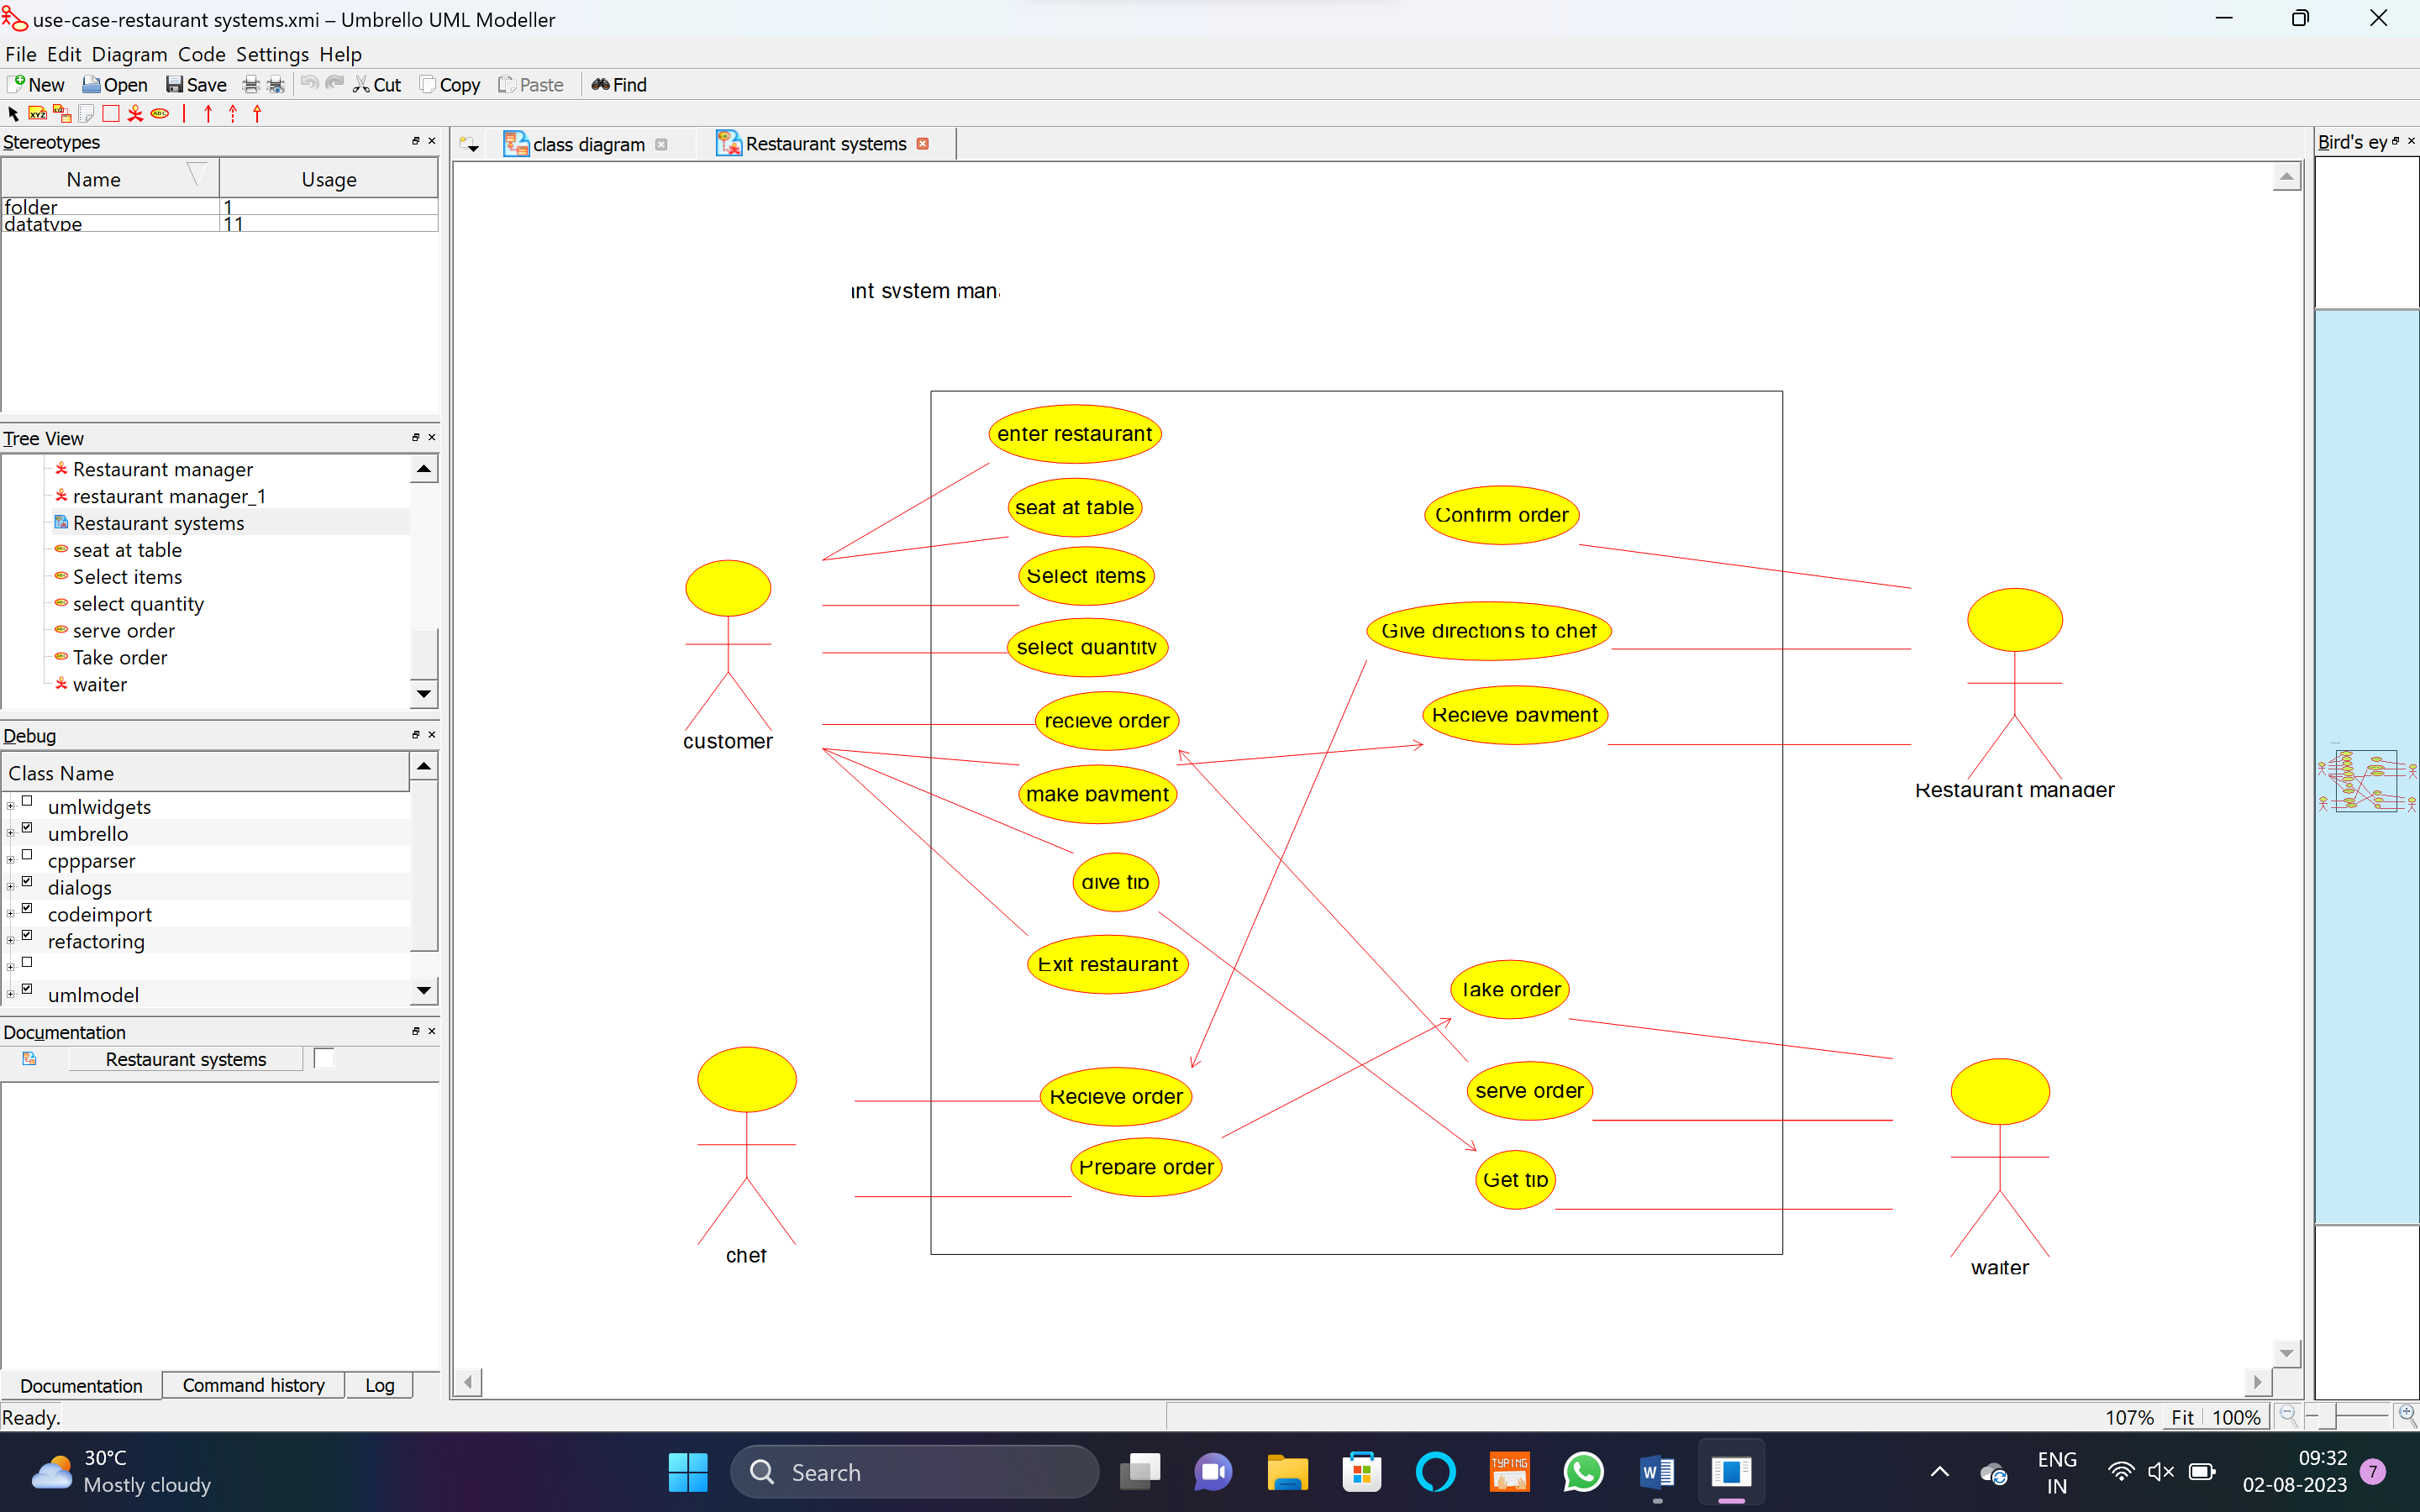 use-case-restaurant systems.xmi – Umbrello UML Modeller
File Edit Diagram Code Settings Help
New Open Save Cut Copy Paste Find
Stereotypes
Name Usage
folder 1
datatype 11
Tree View
Restaurant manager
restaurant manager_1
Restaurant systems
seat at table
Select items
select quantity
serve order
Take order
waiter
Debug
Class Name
umlwidgets
umbrello
cppparser
dialogs
codeimport
refactoring
umlmodel
Documentation
Restaurant systems
Documentation Command history Log
Ready.
class diagram Restaurant systems
Bird's ey
system
enter restaurant
seat at table
Select items
select quantity
recieve order
make payment
give tip
Exit restaurant
Recieve order
Prepare order
Confirm order
Give directions to chef
Recieve payment
Take order
serve order
Get tip
customer
chef
Restaurant manager
waiter
107% Fit 100%
30°C
Mostly cloudy
Search
TYPING
W
ENG
IN
09:32
02-08-2023
7